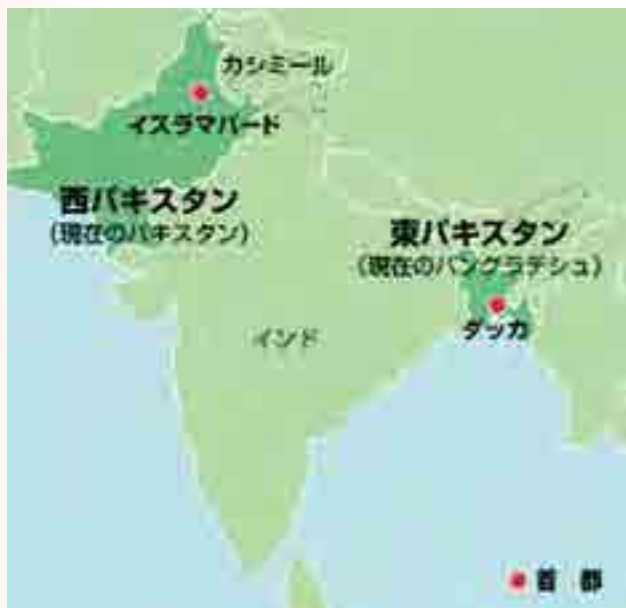 カシミール
イスラマバード
西パキスタン
（現在のパキスタン）
東パキスタン
（現在のバングラデシュ）
インド
ダッカ
首 都